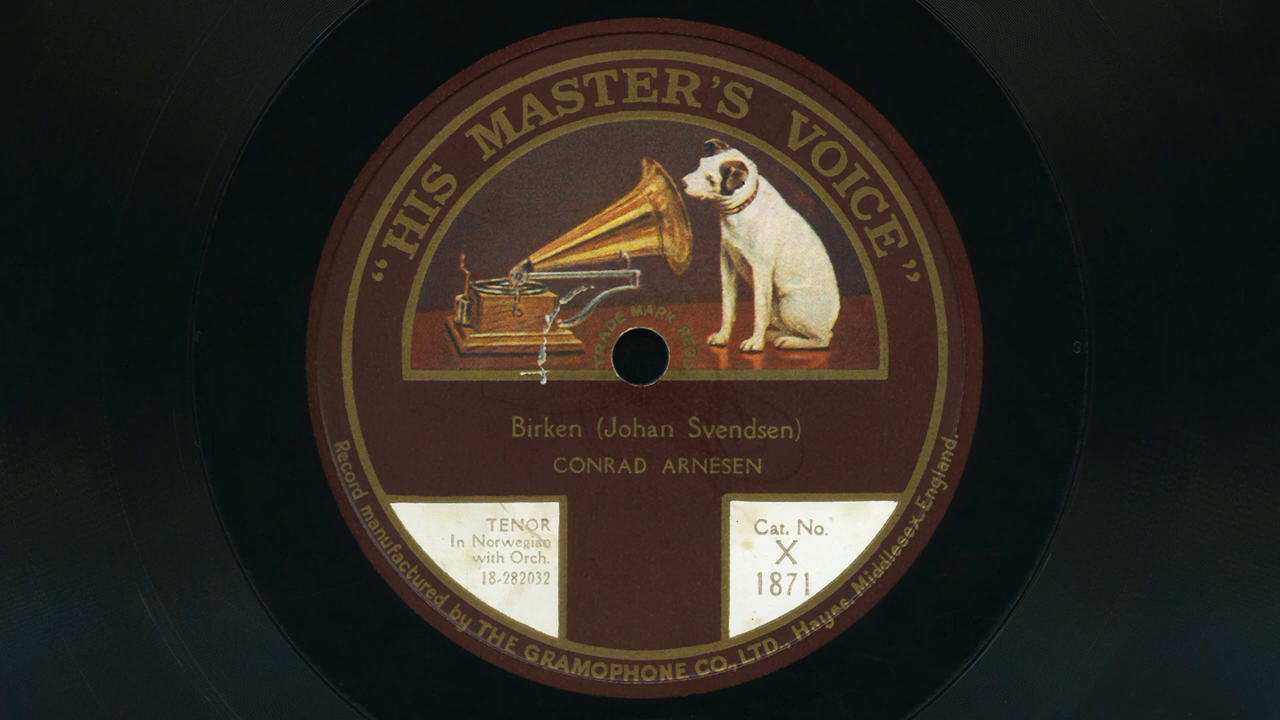 “HIS MASTER'S VOICE”
TRADE MARK REGD
Birken (Johan Svendsen)
CONRAD ARNESEN
TENOR
In Norwegian
with Orch.
18-282032
Cat. No.
X
1871
Record manufactured by THE GRAMOPHONE CO., LTD., Hayes, Middlesex, England.